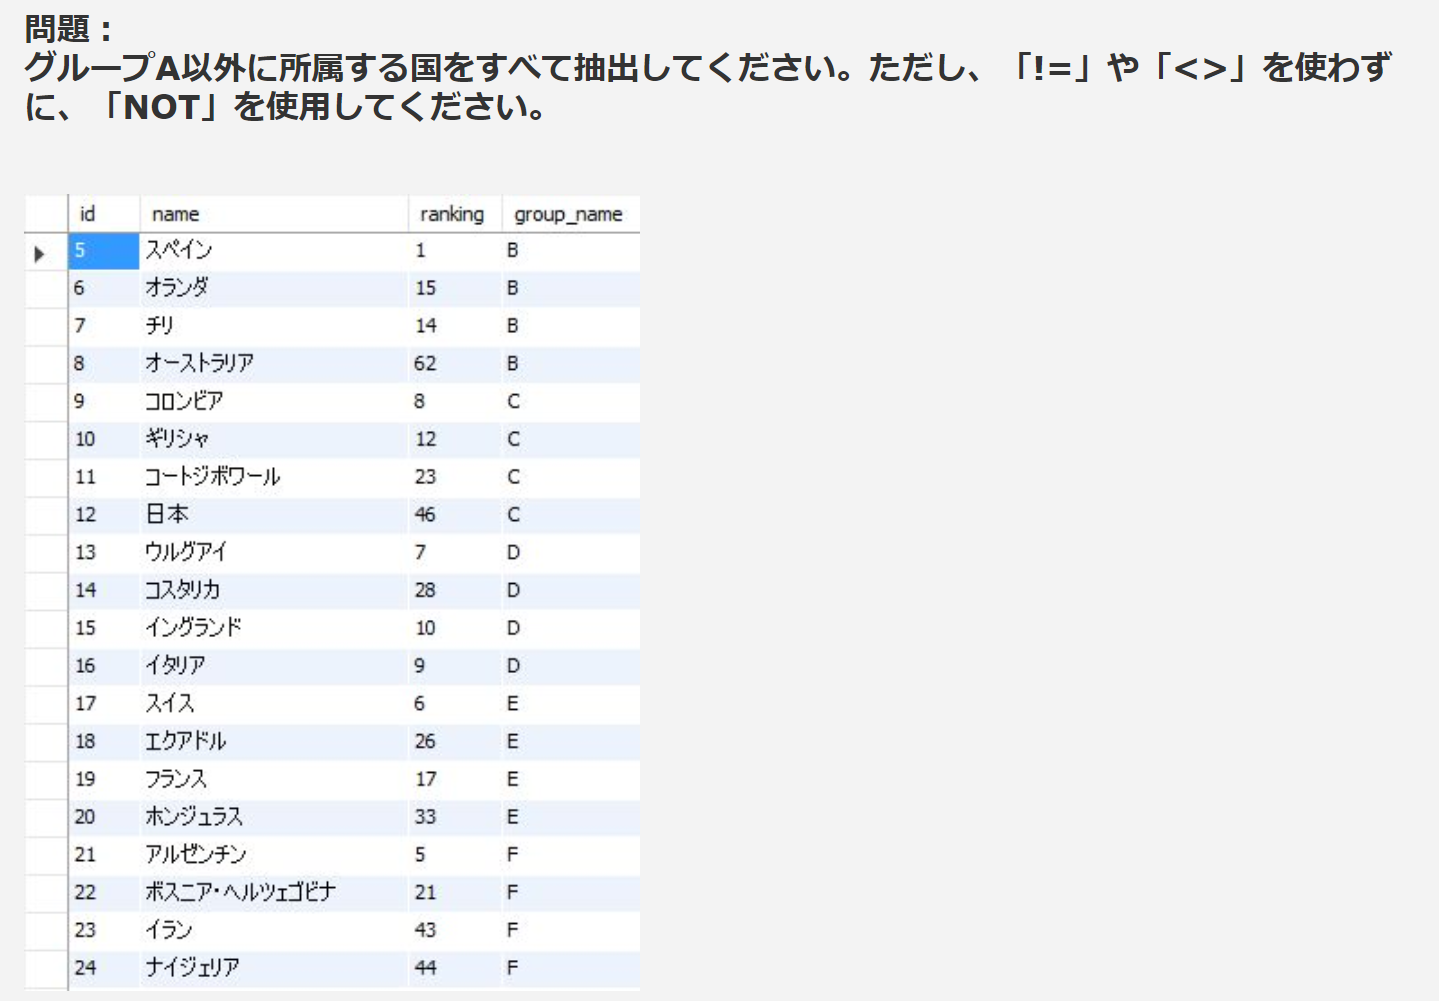 問題：
グループA以外に所属する国をすべて抽出してください。ただし、「!=」や「<>」を使わず
に、「NOT」を使用してください。
id name ranking group_name
5 スペイン 1 B
6 オランダ 15 B
7 チリ 14 B
8 オーストラリア 62 B
9 コロンビア 8 C
10 ギリシャ 12 C
11 コートジボワール 23 C
12 日本 46 C
13 ウルグアイ 7 D
14 コスタリカ 28 D
15 イングランド 10 D
16 イタリア 9 D
17 スイス 6 E
18 エクアドル 26 E
19 フランス 17 E
20 ホンジュラス 33 E
21 アルゼンチン 5 F
22 ボスニア・ヘルツェゴビナ 21 F
23 イラン 43 F
24 ナイジェリア 44 F